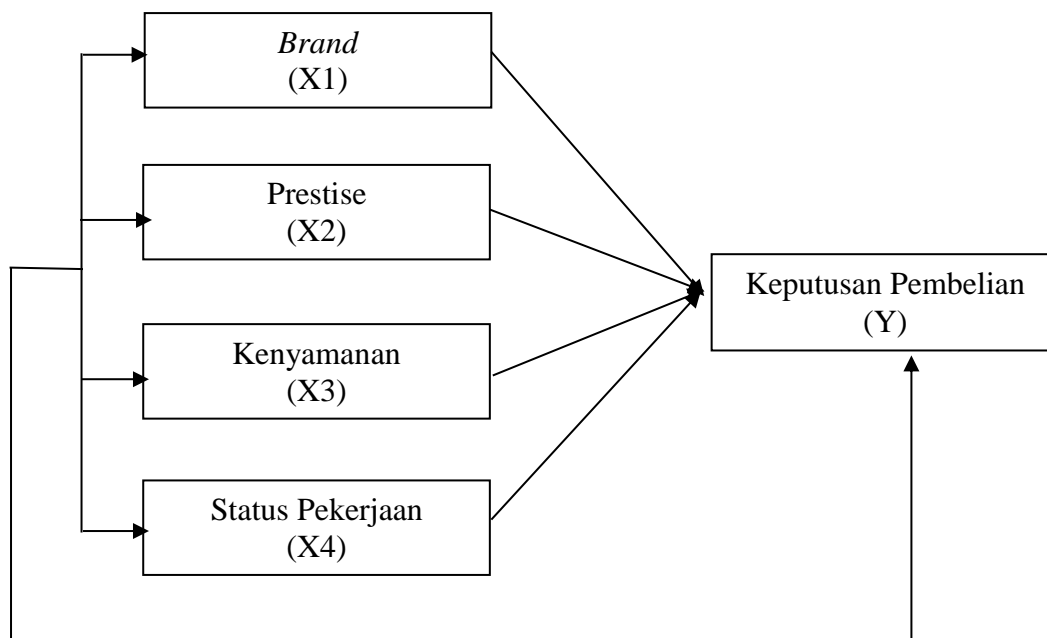 Brand
(X1)
Prestise
(X2)
Kenyamanan
(X3)
Status Pekerjaan
(X4)
Keputusan Pembelian
(Y)